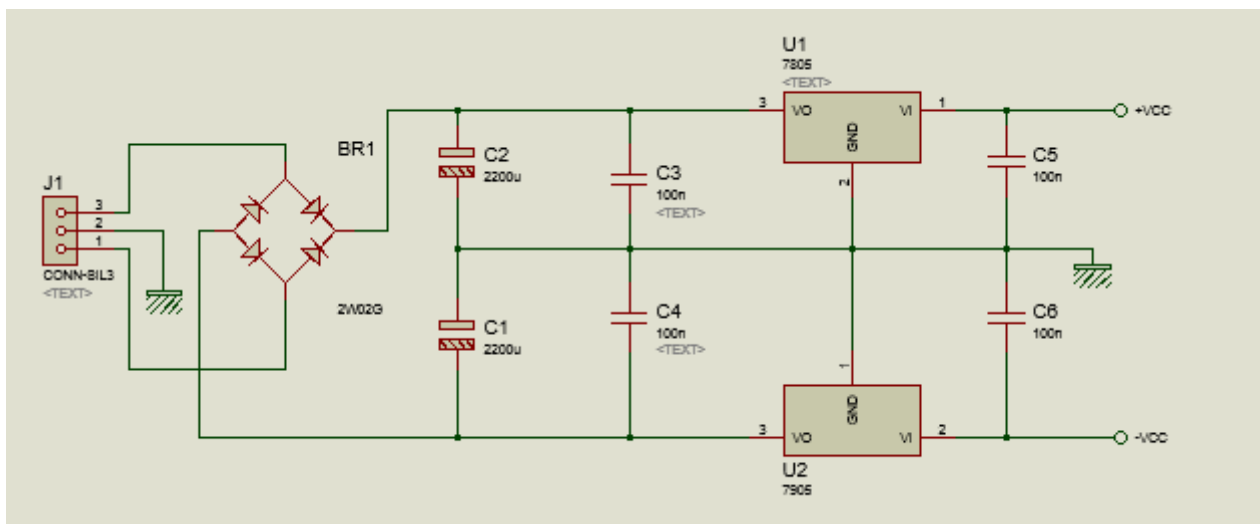 U1
7805
<TEXT>
3
VO
VI
1
GND
2
+VCC
BR1
J1
3
2
1
CONN-SIL3
<TEXT>
2W02G
C2
2200u
C3
100n
<TEXT>
C5
100n
C1
2200u
C4
100n
<TEXT>
C6
100n
1
GND
3
VO
VI
2
-VCC
U2
7905